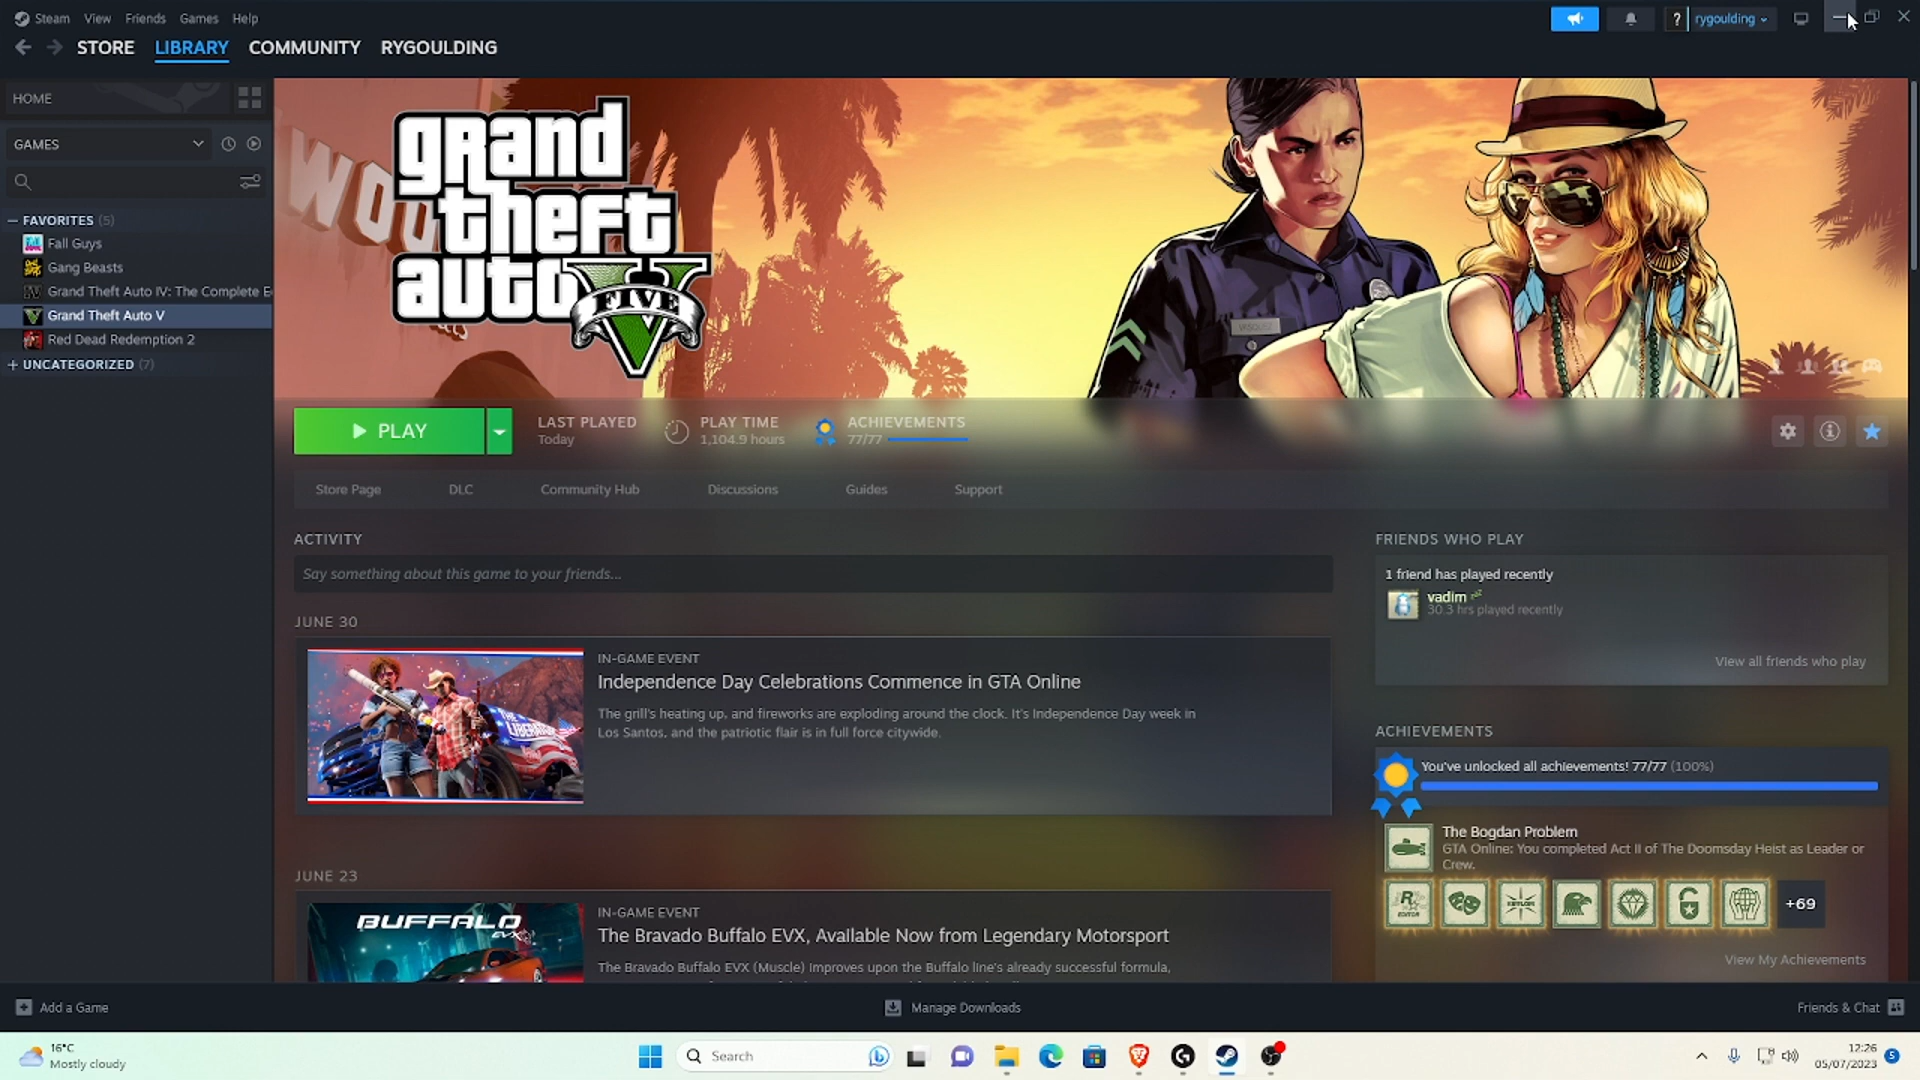 Steam View Friends Games Help
? rygoulding
STORE LIBRARY COMMUNITY RYGOULDING
HOME
GAMES
— FAVORITES (5)
Fall Guys
Gang Beasts
Grand Theft Auto IV: The Complete E
Grand Theft Auto V
Red Dead Redemption 2
+ UNCATEGORIZED (7)
WO
grand
theft
auto V
FIVE
VASQUEZ
PLAY
LAST PLAYED
Today
PLAY TIME
1,104.9 hours
ACHIEVEMENTS
77/77
Store Page DLC Community Hub Discussions Guides Support
ACTIVITY
Say something about this game to your friends...
JUNE 30
THE
LIBERATOR
IN-GAME EVENT
Independence Day Celebrations Commence in GTA Online
The grill's heating up, and fireworks are exploding around the clock. It's Independence Day week in
Los Santos, and the patriotic flair is in full force citywide.
JUNE 23
BUFFALO
EVX
IN-GAME EVENT
The Bravado Buffalo EVX, Available Now from Legendary Motorsport
The Bravado Buffalo EVX (Muscle) improves upon the Buffalo line's already successful formula,
FRIENDS WHO PLAY
1 friend has played recently
vadim
30.3 hrs played recently
View all friends who play
ACHIEVEMENTS
You've unlocked all achievements! 77/77 (100%)
The Bogdan Problem
GTA Online: You completed Act II of The Doomsday Heist as Leader or
Crew.
R
EDITOR
+69
View My Achievements
Add a Game
Manage Downloads
Friends & Chat
16°C
Mostly cloudy
Search
12:26
05/07/2023
5